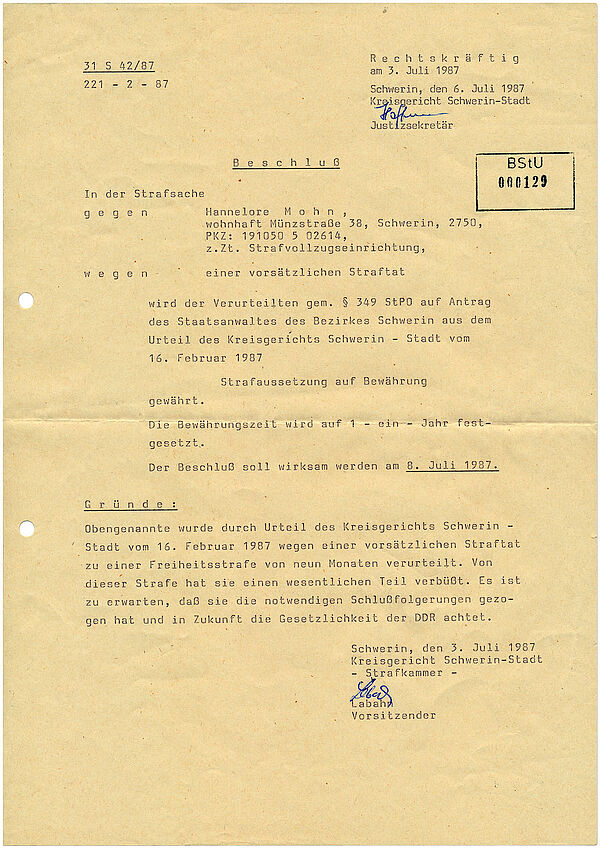 31 S 42/87
221 - 2 - 87
Rechtskräftig
am 3. Juli 1987
Schwerin, den 6. Juli 1987
Kreisgericht Schwerin-Stadt
Justizsekretär
Beschluß
BStU
000129
In der Strafsache
gegen Hannelore Mohn,
wohnhaft Münzstraße 38, Schwerin, 2750,
PKZ: 191050 5 02614,
z.Zt. Strafvollzugseinrichtung,
wegen einer vorsätzlichen Straftat
wird der Verurteilten gem. § 349 StPO auf Antrag
des Staatsanwaltes des Bezirkes Schwerin aus dem
Urteil des Kreisgerichts Schwerin - Stadt vom
16. Februar 1987
Strafaussetzung auf Bewährung
gewährt.
Die Bewährungszeit wird auf 1 - ein - Jahr fest-
gesetzt.
Der Beschluß soll wirksam werden am 8. Juli 1987.
Gründe:
Obengenannte wurde durch Urteil des Kreisgerichts Schwerin -
Stadt vom 16. Februar 1987 wegen einer vorsätzlichen Straftat
zu einer Freiheitsstrafe von neun Monaten verurteilt. Von
dieser Strafe hat sie einen wesentlichen Teil verbüßt. Es ist
zu erwarten, daß sie die notwendigen Schlußfolgerungen gezo-
gen hat und in Zukunft die Gesetzlichkeit der DDR achtet.
Schwerin, den 3. Juli 1987
Kreisgericht Schwerin-Stadt
- Strafkammer -
Labahn
Vorsitzender